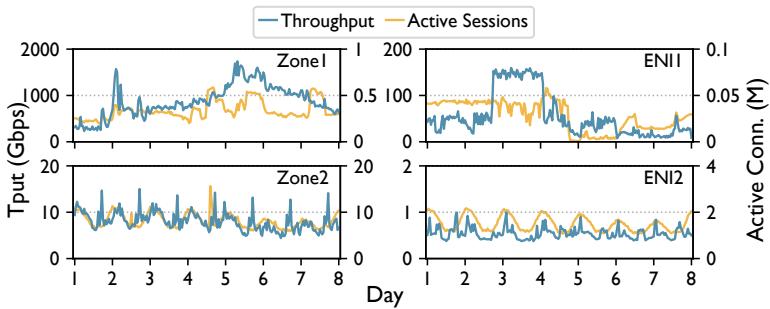 Throughput Active Sessions
Tput (Gbps)
Active Conn. (M)
Zone1
2000
1000
0
1
0.5
0
ENI1
200
100
0
0.1
0.05
0
Zone2
20
10
0
20
10
0
1 2 3 4 5 6 7 8
ENI2
2
1
0
4
2
0
1 2 3 4 5 6 7 8
Day